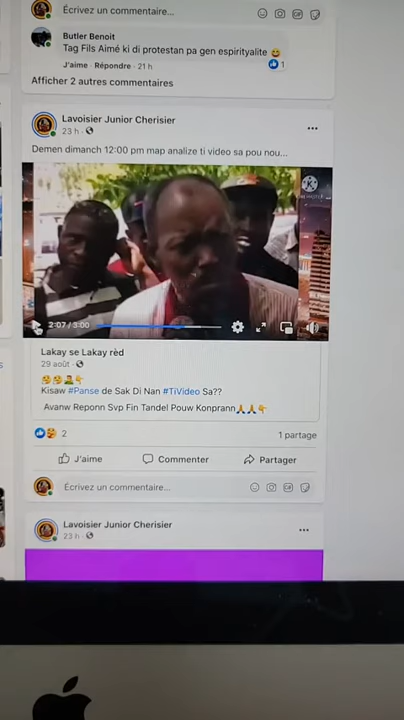 Écrivez un commentaire...
Butler Benoit
Tag Fils Aimé ki di protestan pa gen espirityalite 😄
J'aime · Répondre · 21 h
1
Afficher 2 autres commentaires
Lavoisier Junior Cherisier
23 h ·
Demen dimanch 12:00 pm map analize ti video sa pou nou...
2:07 / 3:00
Lakay se Lakay rèd
29 août ·
Kisaw #Panse de Sak Di Nan #TiVideo Sa??
Avanw Reponn Svp Fin Tandel Pouw Konprann🙏🙏👇
2
1 partage
J'aime Commenter Partager
Écrivez un commentaire...
Lavoisier Junior Cherisier
23 h ·